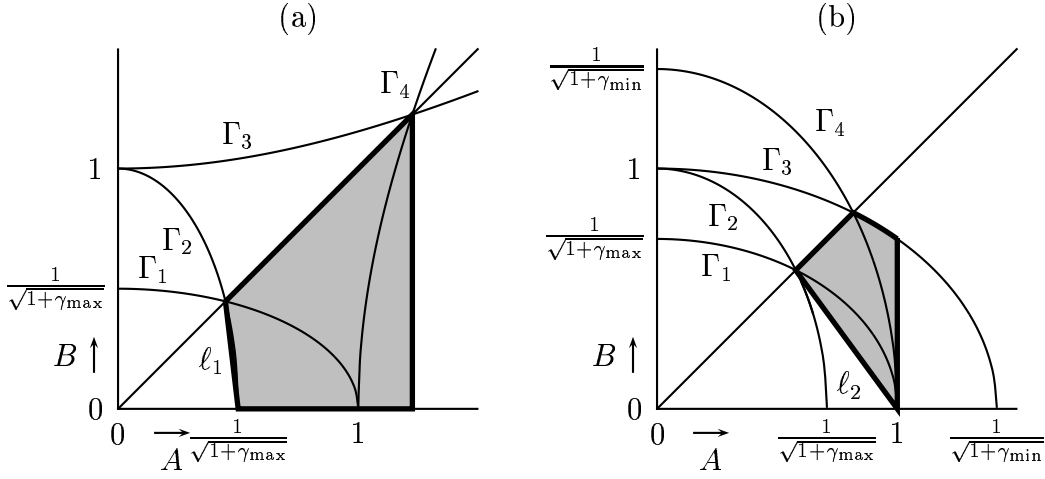 (a)
Γ4
Γ3
1
Γ2
Γ1
1/√1+γmax
B ↑
ℓ1
0
0
→
A
1/√1+γmax
1
(b)
1/√1+γmin
Γ4
Γ3
1
Γ2
1/√1+γmax
Γ1
B ↑
ℓ2
0
0
→
A
1/√1+γmax
1
1/√1+γmin